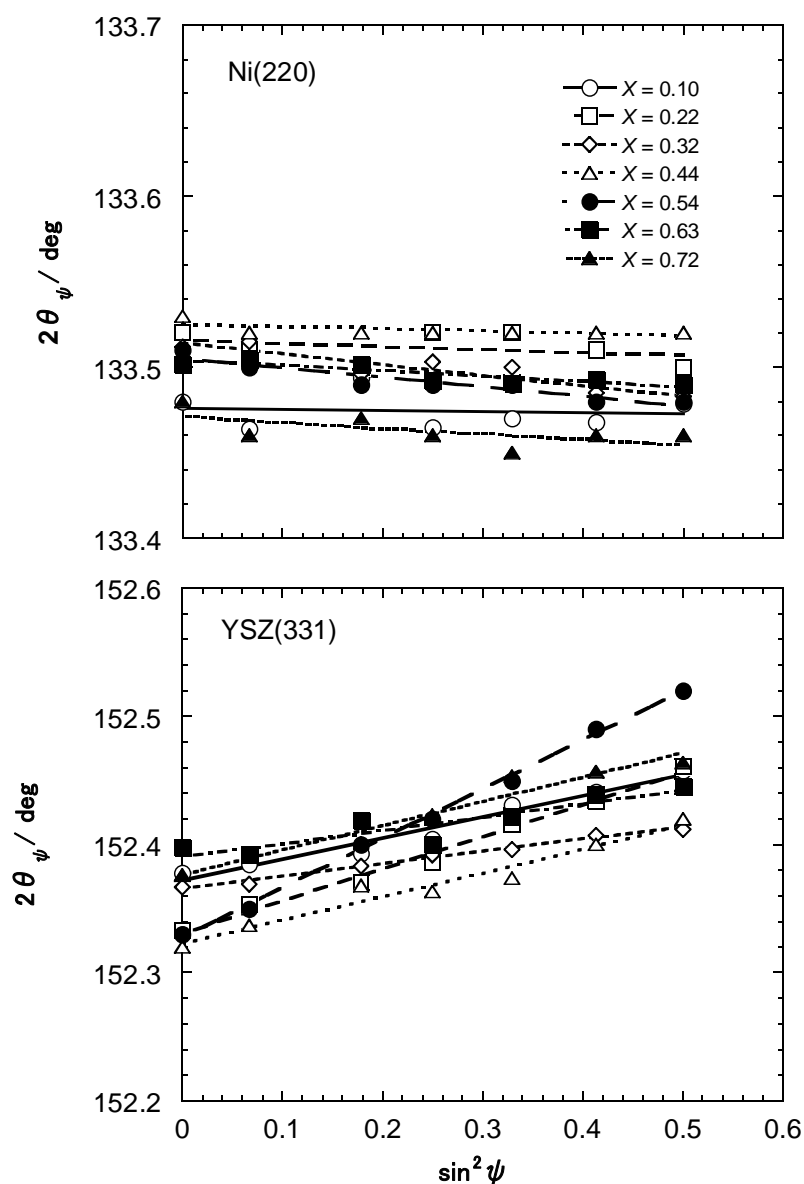 133.7
Ni(220)
X = 0.10
X = 0.22
X = 0.32
X = 0.44
X = 0.54
X = 0.63
X = 0.72
133.6
133.5
133.4
2θψ / deg
152.6
YSZ(331)
152.5
152.4
152.3
152.2
2θψ / deg
0 0.1 0.2 0.3 0.4 0.5 0.6
sin² ψ